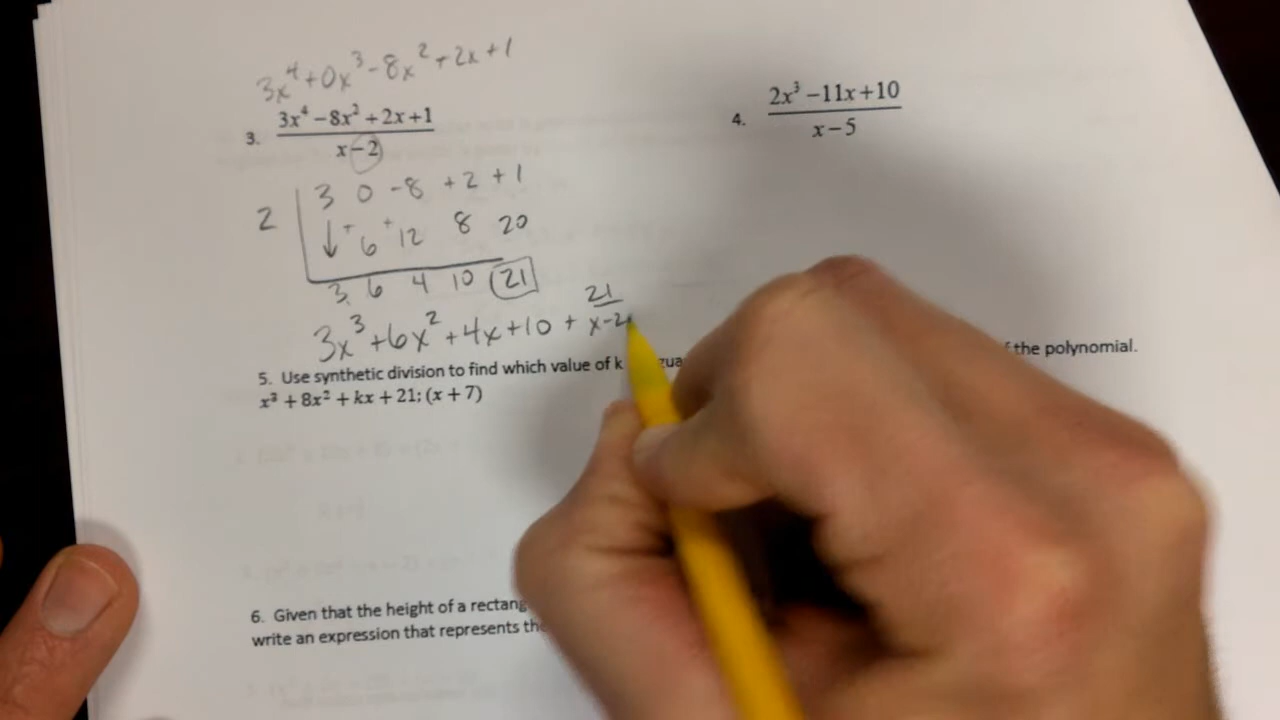 3x⁴+0x³-8x²+2x+1
3. (3x⁴ −8x² +2x+1)/(x−2)
2 3 0 -8 +2 +1
↓ + 6 + 12 8 20
3 6 4 10 21
3x³+6x²+4x+10 + 21/(x-2)
4. (2x³ −11x+10)/(x−5)
5. Use synthetic division to find which value of k the polynomial.
x³ + 8x² + kx + 21; (x + 7)
6. Given that the height of a
write an expression that represents